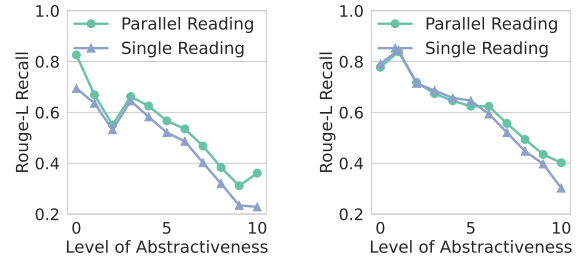 1.0
0.8
0.6
0.4
0.2
Rouge-L Recall
Parallel Reading
Single Reading
0
5
10
Level of Abstractiveness
1.0
0.8
0.6
0.4
0.2
Rouge-L Recall
Parallel Reading
Single Reading
0
5
10
Level of Abstractiveness